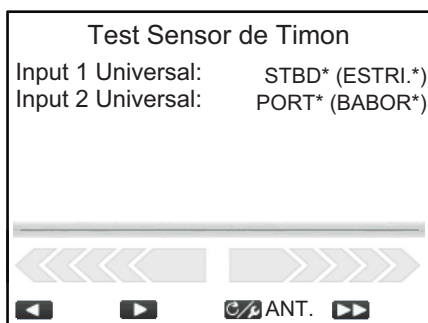 Test Sensor de Timon
Input 1 Universal: STBD* (ESTRI.*)
Input 2 Universal: PORT* (BABOR*)
ANT.